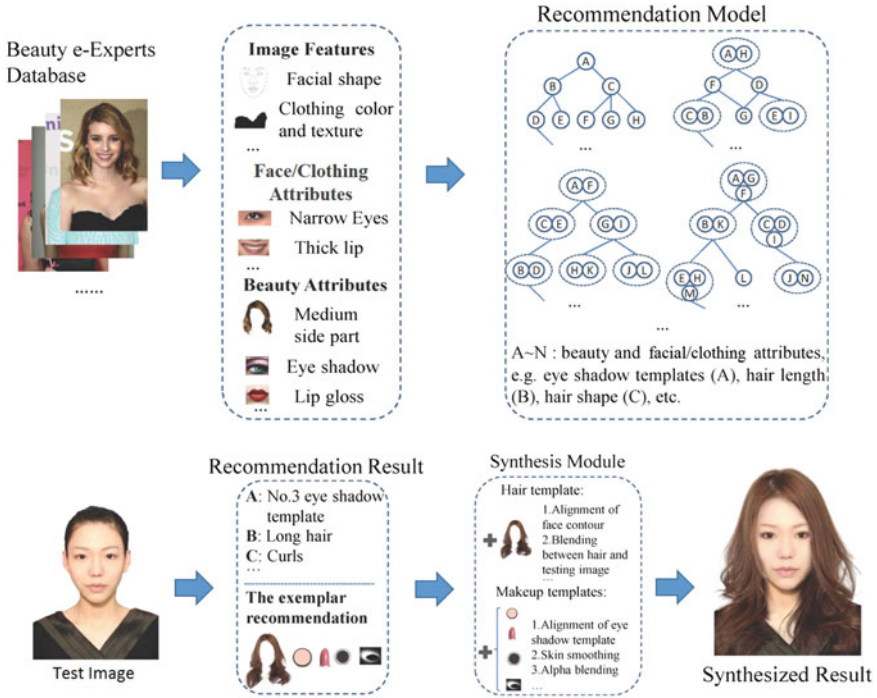 Recommendation Model
Beauty e-Experts
Database
......
Image Features
Facial shape
Clothing color
and texture
...
Face/Clothing
Attributes
Narrow Eyes
Thick lip
...
Beauty Attributes
Medium
side part
Eye shadow
Lip gloss
...
A
B C
D E F G H
...
A H
F D
C B G E I
...
A F
C E G I
B D H K J L
...
A G
F
B K C D
I
E H L J N
M
...
...
A~N : beauty and facial/clothing attributes,
e.g. eye shadow templates (A), hair length
(B), hair shape (C), etc.
Test Image
Recommendation Result
A: No.3 eye shadow
template
B: Long hair
C: Curls
...
The exemplar
recommendation
Synthesis Module
Hair template:
1.Alignment of
face contour
2.Blending
between hair and
testing image
...
Makeup templates:
1.Alignment of eye
shadow template
2.Skin smoothing
3.Alpha blending
...
Synthesized Result